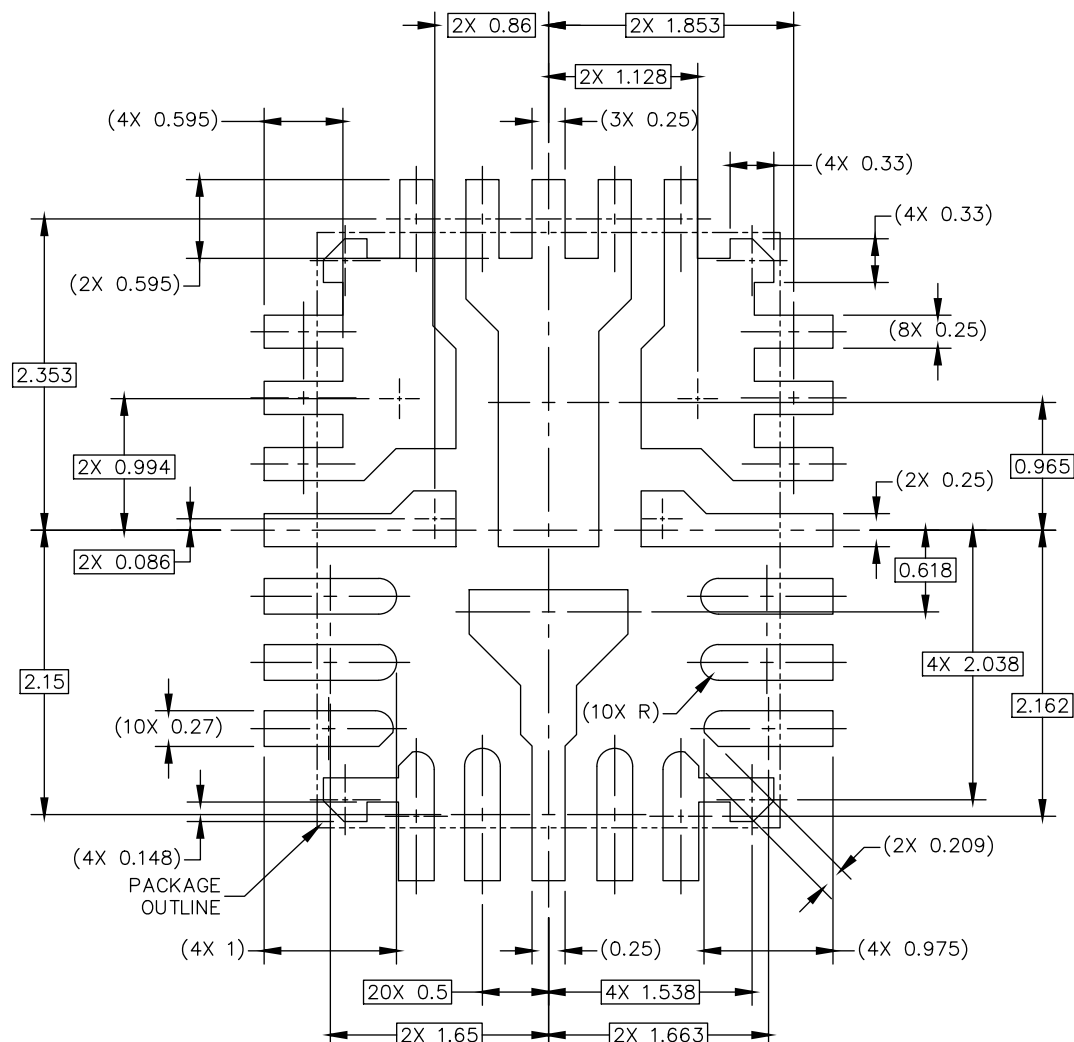 2X 0.86
2X 1.853
2X 1.128
(4X 0.595)
(3X 0.25)
(4X 0.33)
(4X 0.33)
(2X 0.595)
(8X 0.25)
2.353
2X 0.994
0.965
(2X 0.25)
2X 0.086
0.618
2.15
4X 2.038
2.162
(10X 0.27)
(10X R)
(4X 0.148)
(2X 0.209)
PACKAGE
OUTLINE
(4X 1)
(0.25)
(4X 0.975)
20X 0.5
4X 1.538
2X 1.65
2X 1.663